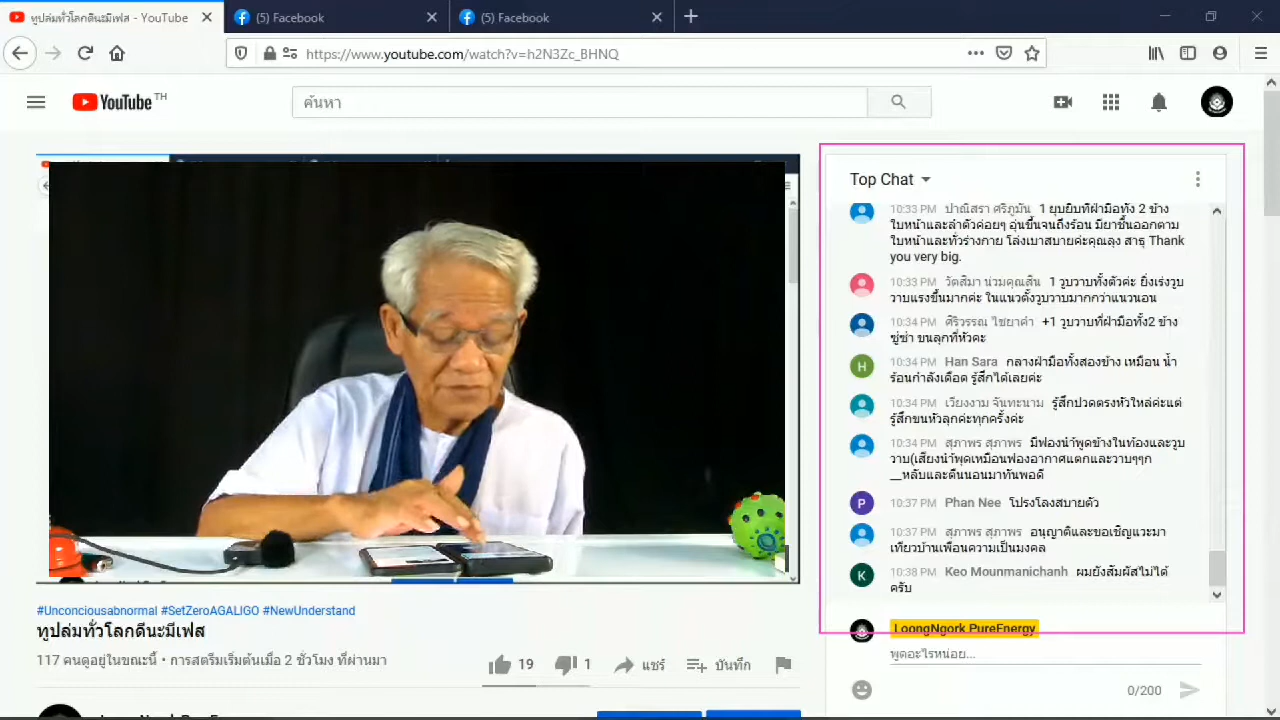 ทูปล่มทั่วโลกดีนะมีเฟส - YouTube
(5) Facebook
(5) Facebook
https://www.youtube.com/watch?v=h2N3Zc_BHNQ
YouTube TH
ค้นหา
Top Chat
10:33 PM ปาณิสรา ศรีภูมั่น 1 ยุบยิบที่ฝ่ามือทั้ง 2 ข้าง
ใบหน้าและลำตัวค่อยๆ อุ่นขึ้นจนถึงร้อน มียาซึ้นออกตาม
ใบหน้าและทั่วร่างกาย โล่งเบาสบายค่ะคุณลุง สาธุ Thank
you very big.
10:33 PM วัตสิมา น่วมคุณสิน 1 วูบวาบทั้งตัวค่ะ ยิ่งเร่งวูบ
วาบแรงขึ้นมากค่ะ ในแนวตั้งวูบวาบมากกว่าแนวนอน
10:34 PM ศิริวรรณ ไชยาคำ +1 วูบวาบที่ฝ่ามือทั้ง2 ข้าง
ซู่ซ่า ขนลุกที่หัวคะ
H
10:34 PM Han Sara กลางฝ่ามือทั้งสองข้าง เหมือน น้ำ
ร้อนกำลังเดือด รู้สึกได้เลยค่ะ
10:34 PM เวียงงาม จันทะนาม รู้สึกปวดตรงหัวใหล่ค่ะแต่
รู้สึกขนหัวลุกค่ะทุกครั้งค่ะ
10:34 PM สุภาพร สุภาพร มีฟองน้ำพูดข้างในท้องและวูบ
วาบ(เสียงน้ำพุดเหมือนฟองอากาศแตกและวาบๆๆก
__หลับและตื่นนอนมาทันพอดี
P
10:37 PM Phan Nee โปรงโลงสบายตัว
10:37 PM สุภาพร สุภาพร อนุญาติและขอเชิญแวะมา
เที่ยวบ้านเพื่อนความเป็นมงคล
K
10:38 PM Keo Mounmanichanh ผมยังสัมผัสไม่ได้
ครับ
LoongNgork PureEnergy
พูดอะไรหน่อย...
0/200
#Unconciousabnormal #SetZeroAGALIGO #NewUnderstand
ทูปล่มทั่วโลกดีนะมีเฟส
117 คนดูอยู่ในขณะนี้ • การสตรีมเริ่มต้นเมื่อ 2 ชั่วโมง ที่ผ่านมา
19
1
แชร์
บันทึก